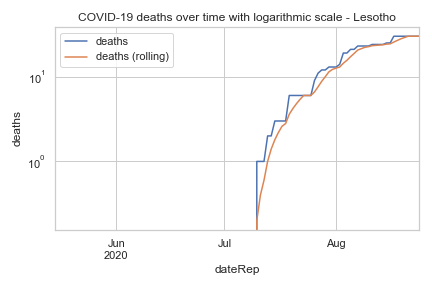 COVID-19 deaths over time with logarithmic scale - Lesotho
deaths
deaths (rolling)
10¹
10⁰
deaths
Jun
2020
Jul
Aug
dateRep